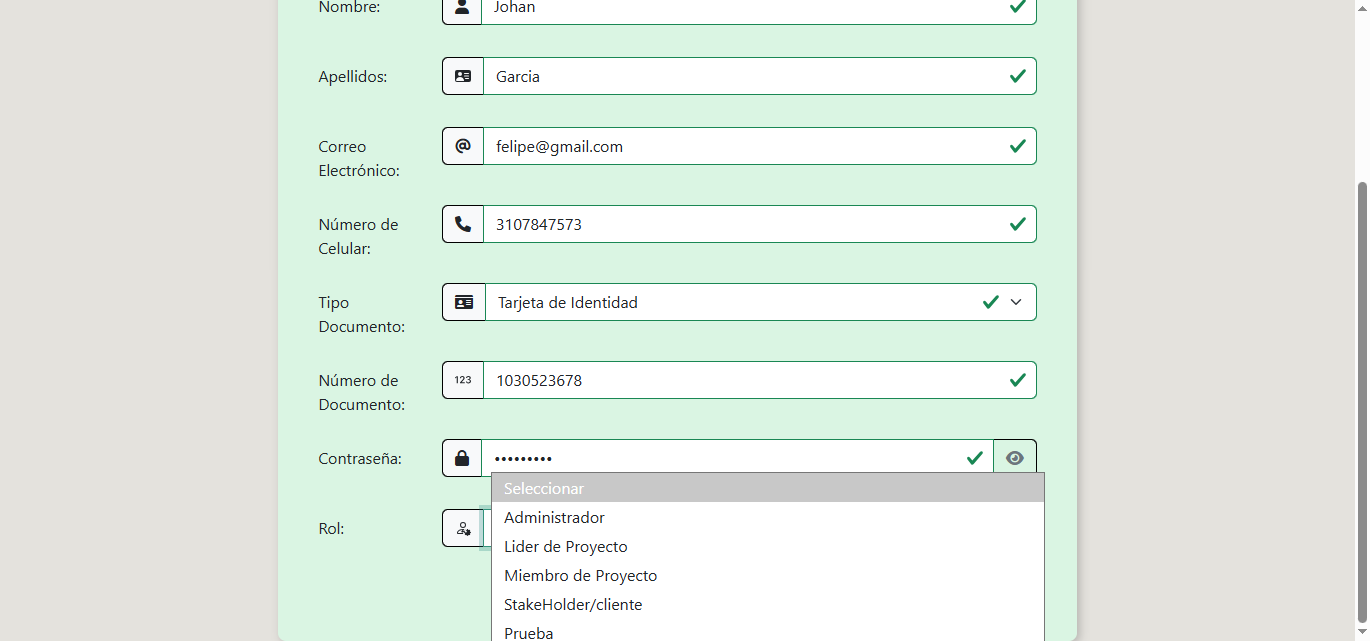 Nombre: Johan
Apellidos: Garcia
Correo Electrónico: felipe@gmail.com
Número de Celular: 3107847573
Tipo Documento: Tarjeta de Identidad
Número de Documento: 123 1030523678
Contraseña: •••••••••
Rol:
Seleccionar
Administrador
Lider de Proyecto
Miembro de Proyecto
StakeHolder/cliente
Prueba